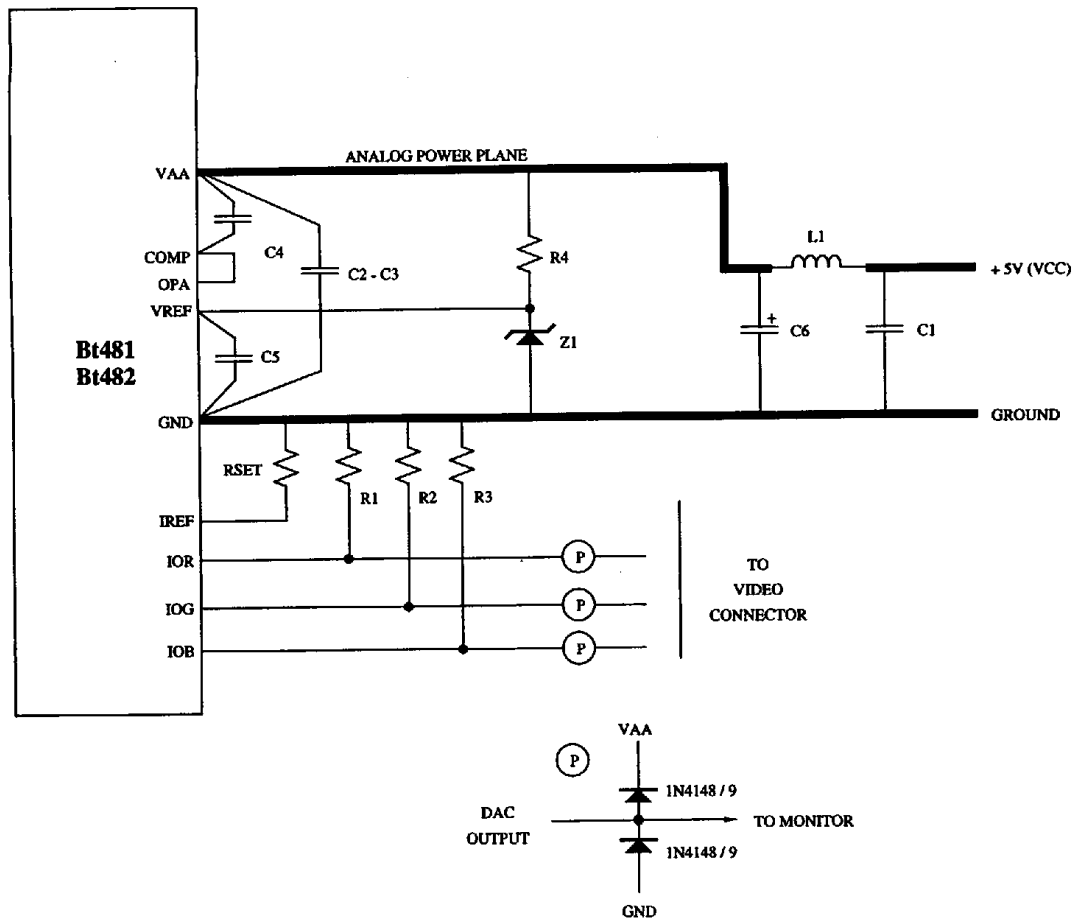 ANALOG POWER PLANE
VAA
L1
C4
COMP
R4
+ 5V (VCC)
C2 - C3
OPA
VREF
+
C6
C1
Z1
Bt481
Bt482
C5
GND
GROUND
RSET
R1
R2
R3
IREF
IOR
P
TO
VIDEO
CONNECTOR
IOG
P
IOB
P
VAA
P
1N4148 / 9
DAC
OUTPUT
TO MONITOR
1N4148 / 9
GND